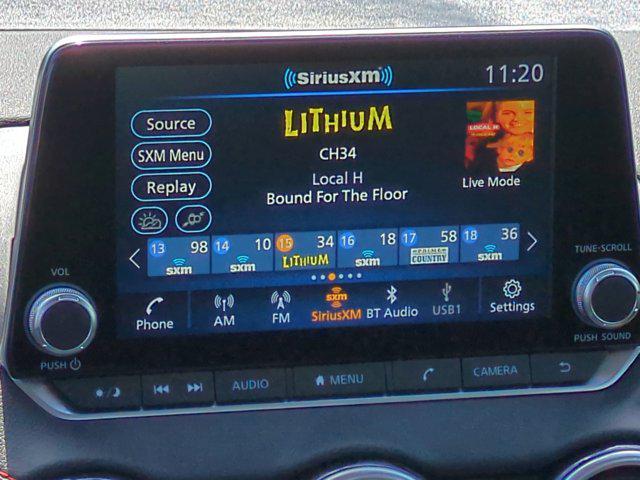 SiriusXM 11:20
Source
LITHIUM
SXM Menu
CH34
LOCAL H
Replay
Local H
Bound For The Floor
Live Mode
13 98 14 10 15 34 16 18 17 58 18 36
sxm sxm LITHIUM sxm PRIME COUNTRY sxm
Phone AM FM sxm SiriusXM BT Audio USB1 Settings
VOL
TUNE·SCROLL
PUSH
PUSH SOUND
AUDIO MENU CAMERA